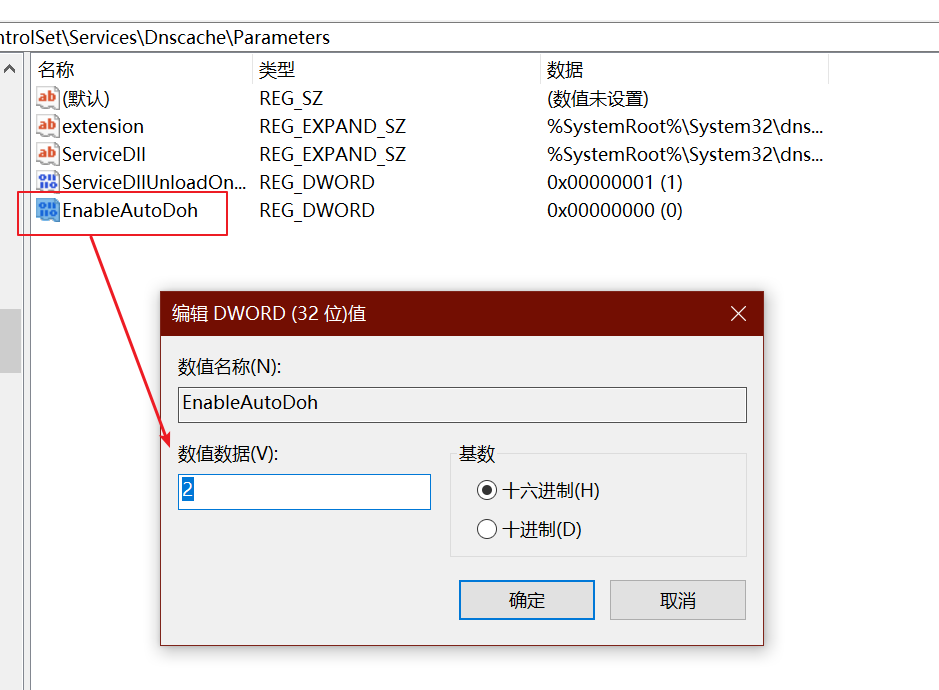 ntrolSet\Services\Dnscache\Parameters
名称 类型 数据
(默认) REG_SZ (数值未设置)
extension REG_EXPAND_SZ %SystemRoot%\System32\dns...
ServiceDll REG_EXPAND_SZ %SystemRoot%\System32\dns...
ServiceDllUnloadOn... REG_DWORD 0x00000001 (1)
EnableAutoDoh REG_DWORD 0x00000000 (0)
编辑 DWORD (32 位)值
数值名称(N):
EnableAutoDoh
数值数据(V):
2
基数
十六进制(H)
十进制(D)
确定 取消